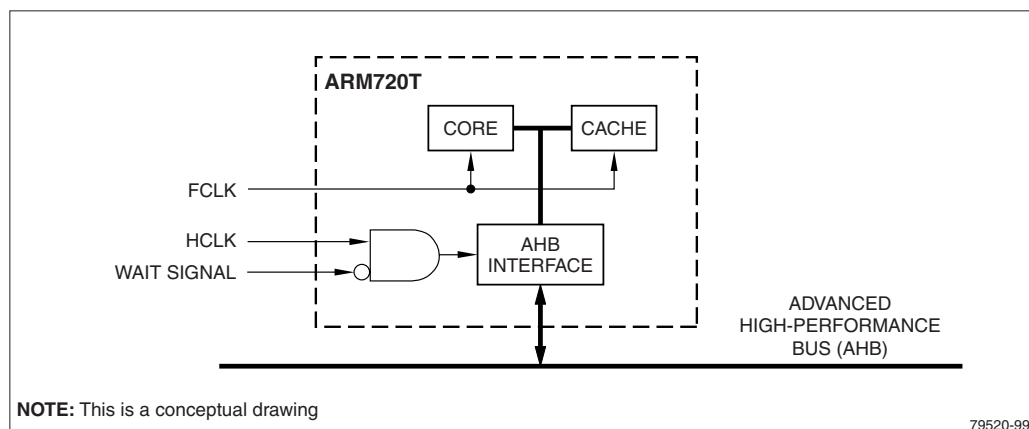 ARM720T
CORE
CACHE
FCLK
HCLK
WAIT SIGNAL
AHB
INTERFACE
ADVANCED
HIGH-PERFORMANCE
BUS (AHB)
NOTE: This is a conceptual drawing
79520-99